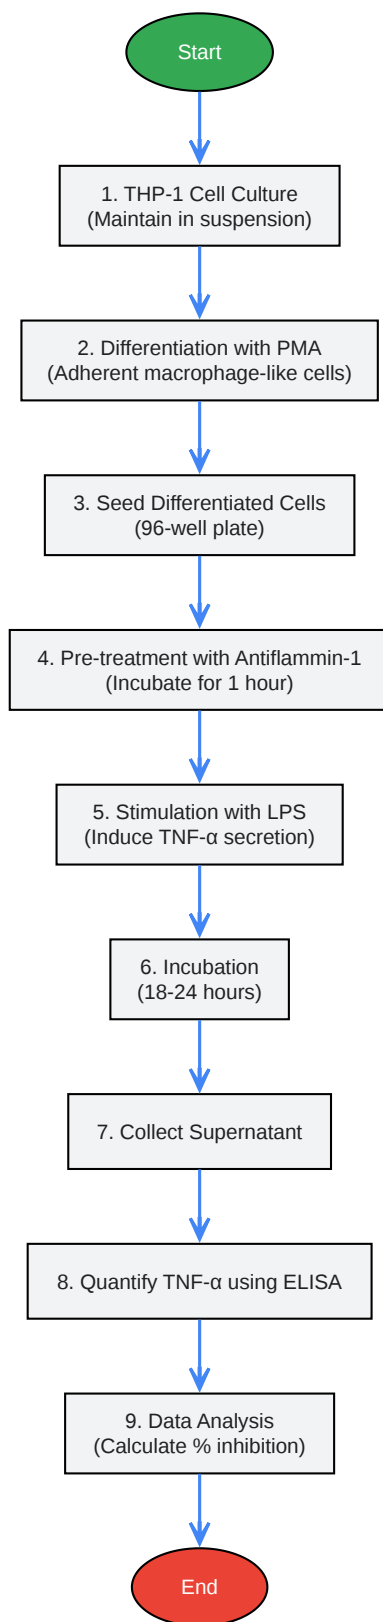 Start
1. THP-1 Cell Culture
(Maintain in suspension)
2. Differentiation with PMA
(Adherent macrophage-like cells)
3. Seed Differentiated Cells
(96-well plate)
4. Pre-treatment with Antiflammin-1
(Incubate for 1 hour)
5. Stimulation with LPS
(Induce TNF-α secretion)
6. Incubation
(18-24 hours)
7. Collect Supernatant
8. Quantify TNF-α using ELISA
9. Data Analysis
(Calculate % inhibition)
End